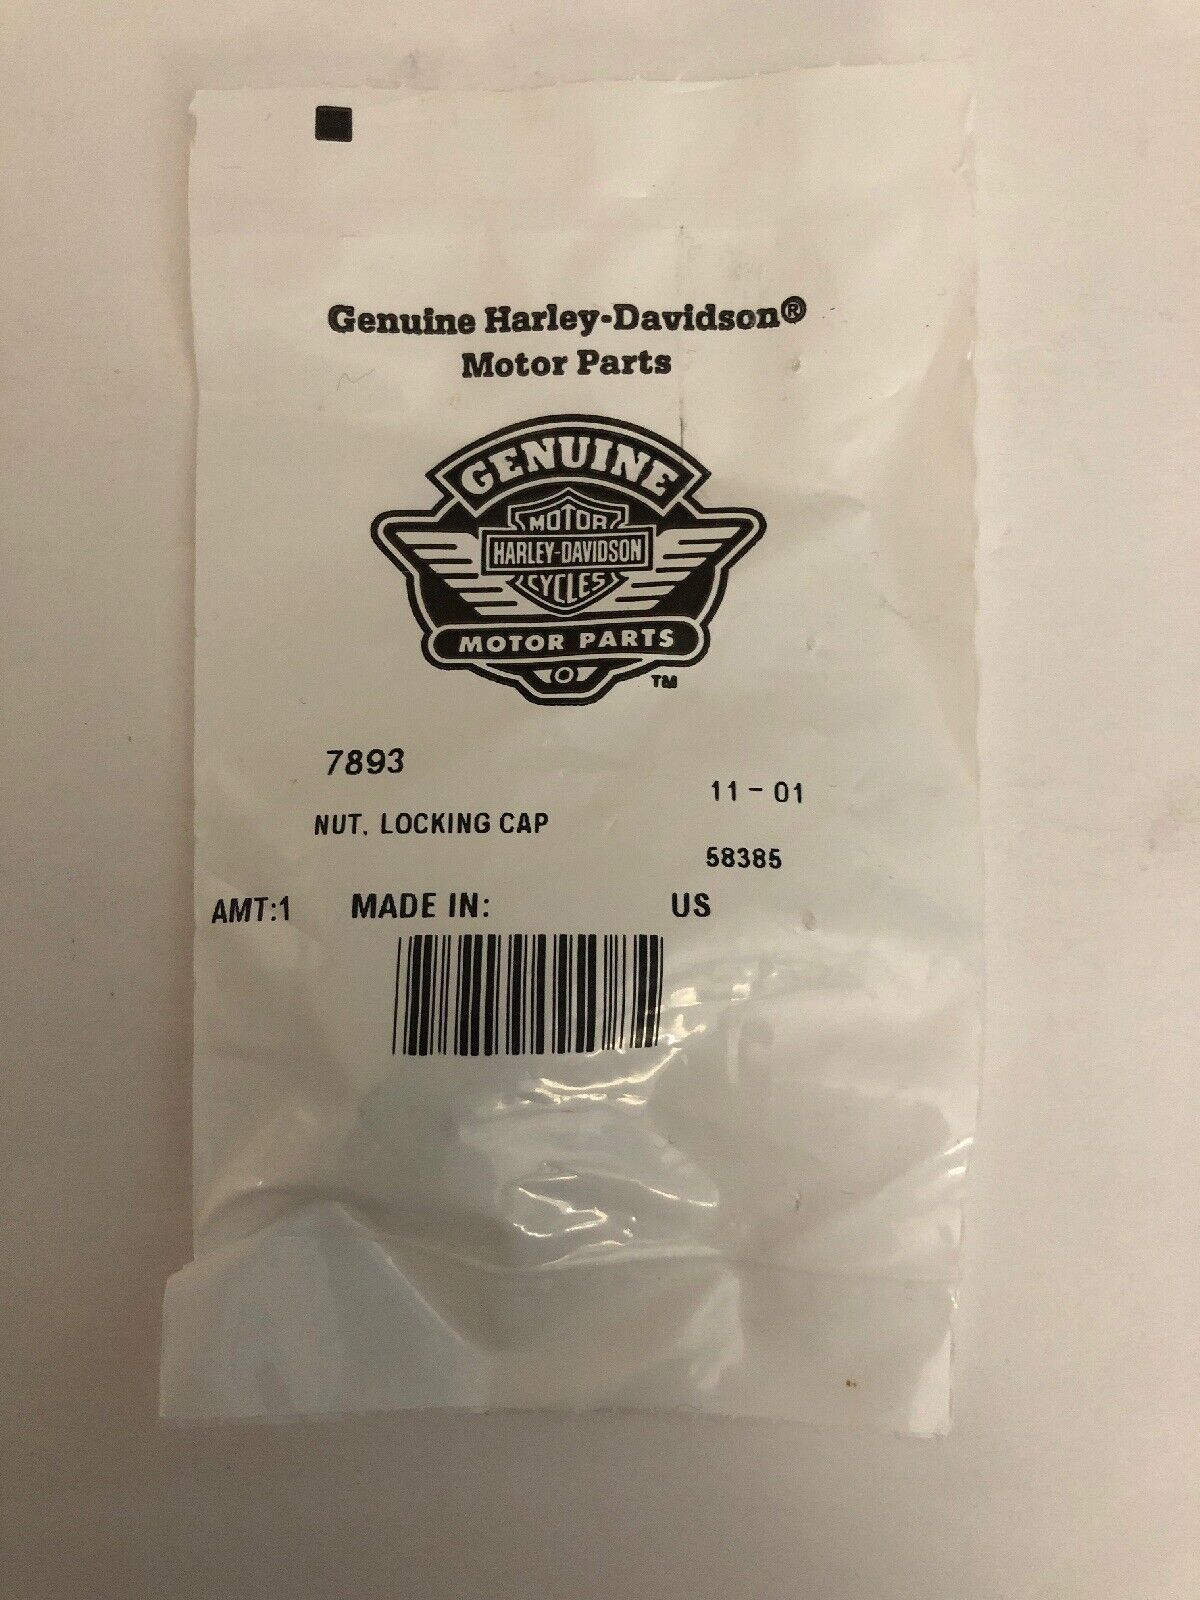 Genuine Harley-Davidson®
Motor Parts
GENUINE
MOTOR
HARLEY-DAVIDSON
CYCLES
MOTOR PARTS
TM
7893
11 - 01
NUT, LOCKING CAP
58385
AMT:1 MADE IN: US